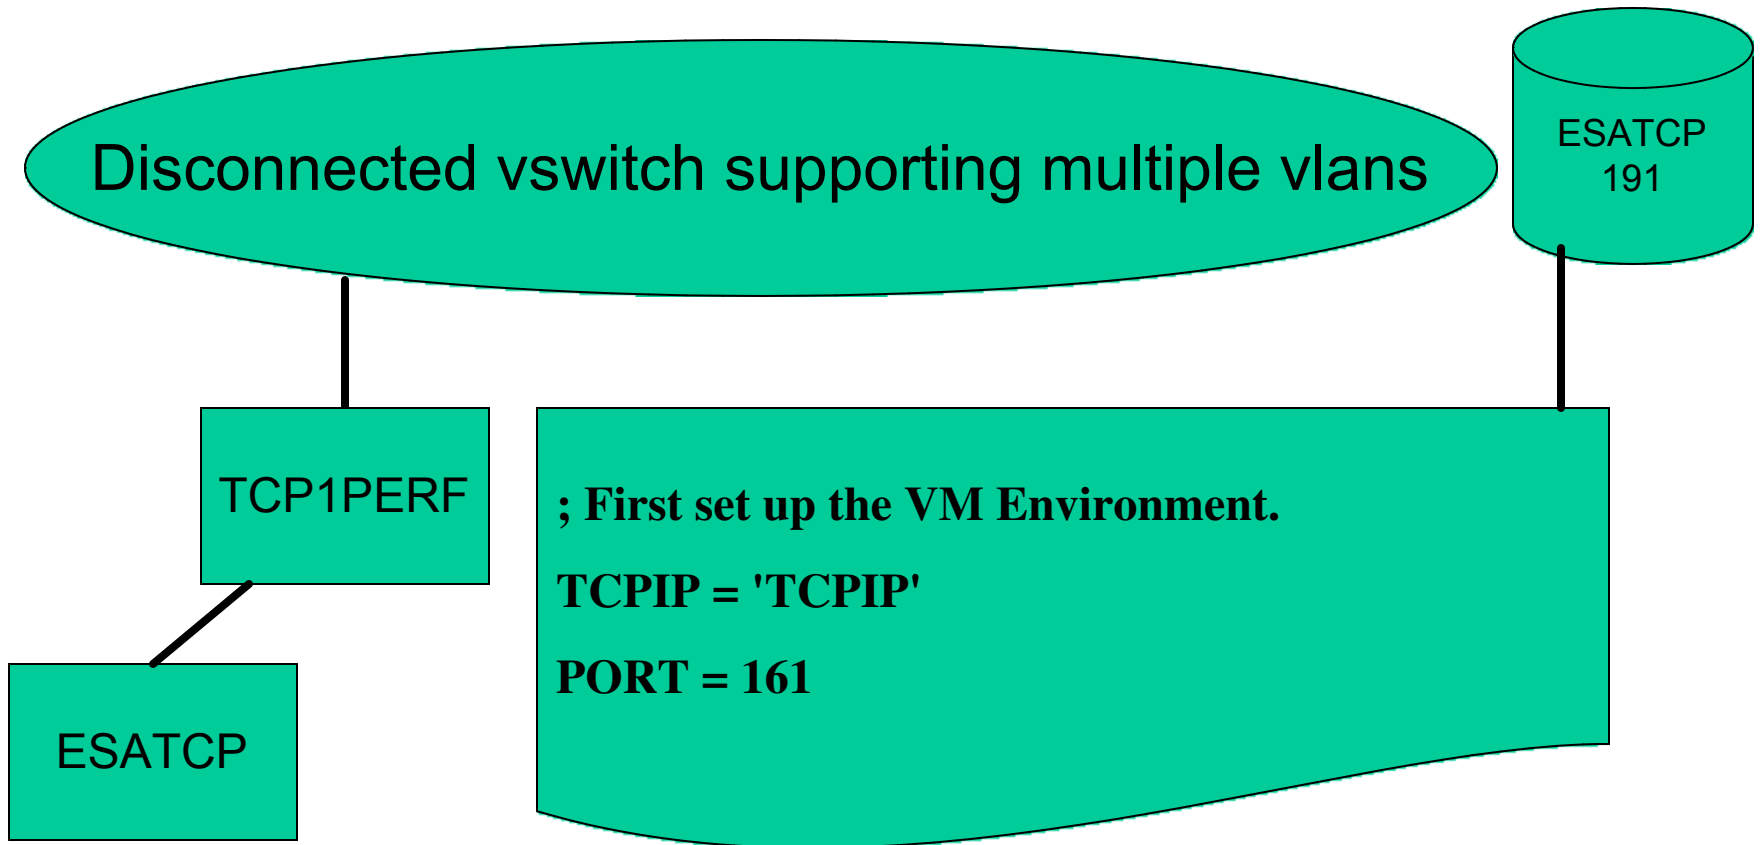 Disconnected vswitch supporting multiple vlans
ESATCP
191
TCP1PERF
; First set up the VM Environment.
TCPIP = 'TCPIP'
PORT = 161
ESATCP